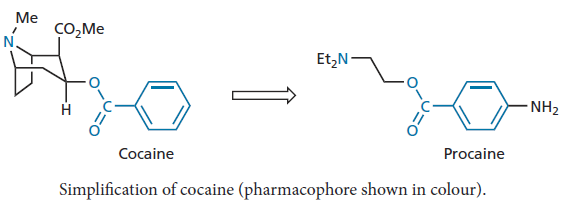 Me
N
CO₂Me
O
H
C
O
Cocaine
Et₂N
O
C
O
NH₂
Procaine
Simplification of cocaine (pharmacophore shown in colour).